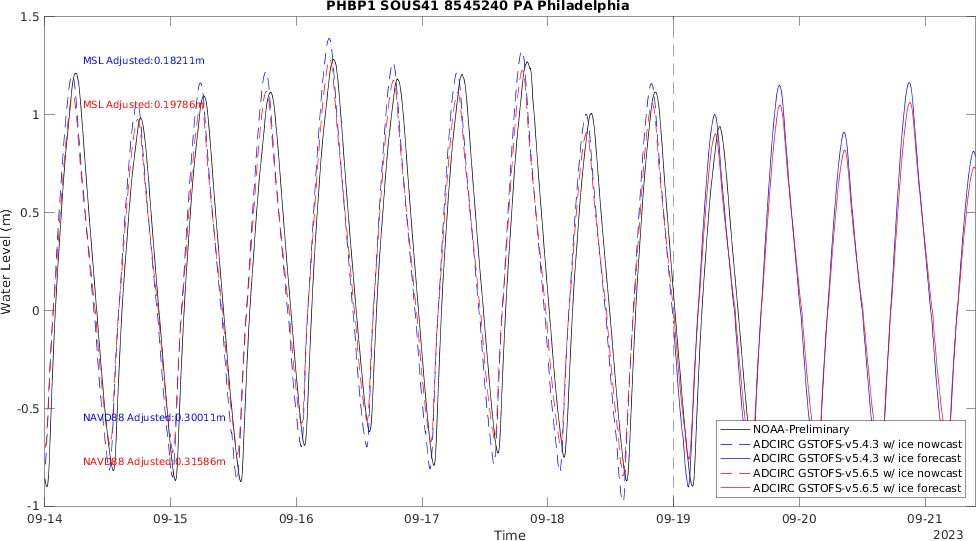 PHBP1 SOUS41 8545240 PA Philadelphia
1.5
1
0.5
0
-0.5
-1
Water Level (m)
MSL Adjusted:0.18211m
MSL Adjusted:0.19786m
NAVD88 Adjusted:0.30011m
NAVD88 Adjusted:0.31586m
NOAA-Preliminary
ADCIRC GSTOFS-v5.4.3 w/ ice nowcast
ADCIRC GSTOFS-v5.4.3 w/ ice forecast
ADCIRC GSTOFS-v5.6.5 w/ ice nowcast
ADCIRC GSTOFS-v5.6.5 w/ ice forecast
09-14 09-15 09-16 09-17 09-18 09-19 09-20 09-21
Time
2023